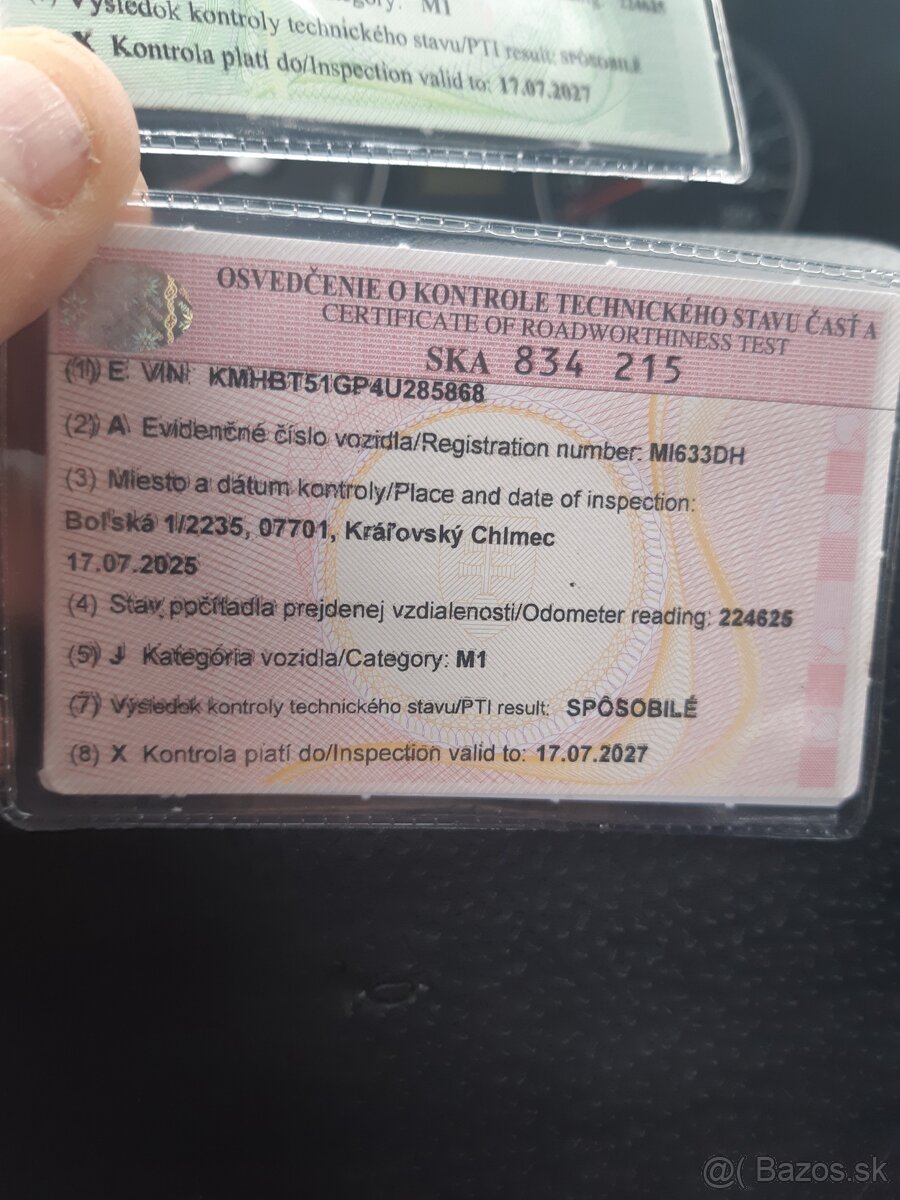 Výsledok kontroly technického stavu/PTI result: SPÔSOBILÉ
X Kontrola platí do/Inspection valid to: 17.07.2027
OSVEDČENIE O KONTROLE TECHNICKÉHO STAVU ČASŤ A
CERTIFICATE OF ROADWORTHINESS TEST
SKA 834 215
(1) E VIN: KMHBT51GP4U285868
(2) A Evidenčné číslo vozidla/Registration number: MI633DH
(3) Miesto a dátum kontroly/Place and date of inspection:
Boľská 1/2235, 07701, Kráľovský Chlmec
17.07.2025
(4) Stav počítadla prejdenej vzdialenosti/Odometer reading: 224625
(5) J Kategória vozidla/Category: M1
(7) Výsledok kontroly technického stavu/PTI result: SPÔSOBILÉ
(8) X Kontrola platí do/Inspection valid to: 17.07.2027
@( Bazos.sk